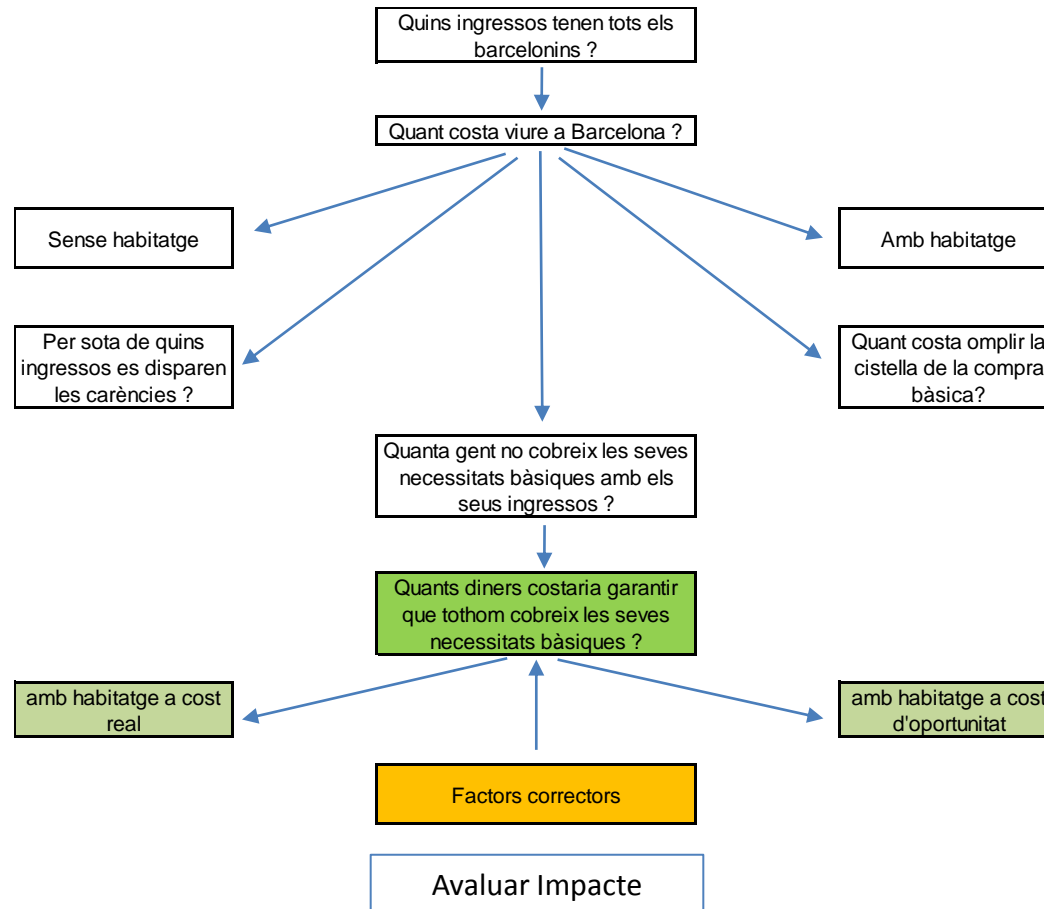 Quins ingressos tenen tots els
barcelonins ?
Quant costa viure a Barcelona ?
Sense habitatge
Amb habitatge
Per sota de quins
ingressos es disparen
les carències ?
Quant costa omplir la
cistella de la compra
bàsica?
Quanta gent no cobreix les seves
necessitats bàsiques amb els
seus ingressos ?
Quants diners costaria garantir
que tothom cobreix les seves
necessitats bàsiques ?
amb habitatge a cost
real
amb habitatge a cost
d'oportunitat
Factors correctors
Avaluar Impacte